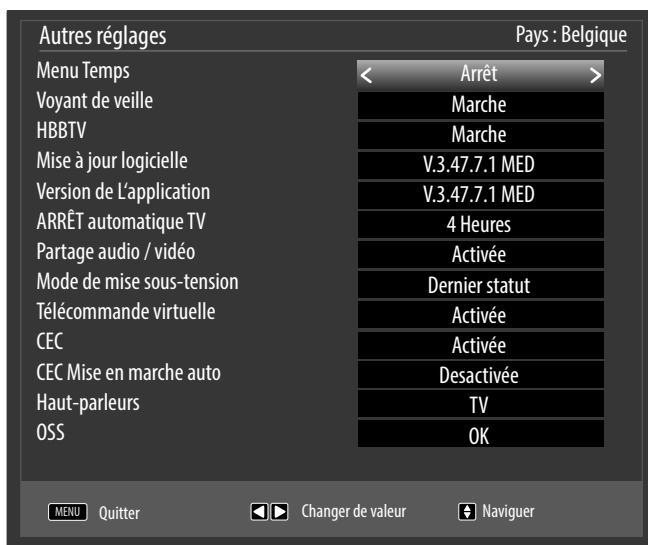 Autres réglages Pays : Belgique
Menu Temps < Arrêt >
Voyant de veille Marche
HBBTV Marche
Mise à jour logicielle V.3.47.7.1 MED
Version de L‘application V.3.47.7.1 MED
ARRÊT automatique TV 4 Heures
Partage audio / vidéo Activée
Mode de mise sous-tension Dernier statut
Télécommande virtuelle Activée
CEC Activée
CEC Mise en marche auto Desactivée
Haut-parleurs TV
OSS OK
MENU Quitter Changer de valeur Naviguer